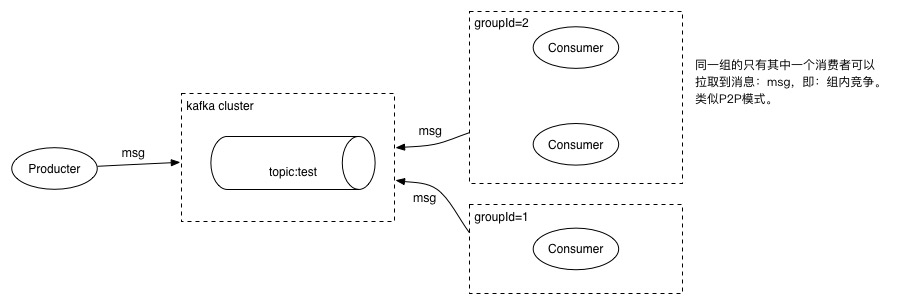 groupId=2
Consumer
同一组的只有其中一个消费者可以
拉取到消息：msg，即：组内竞争。
类似P2P模式。
kafka cluster
msg
Consumer
msg
Producter
topic:test
msg
groupId=1
Consumer